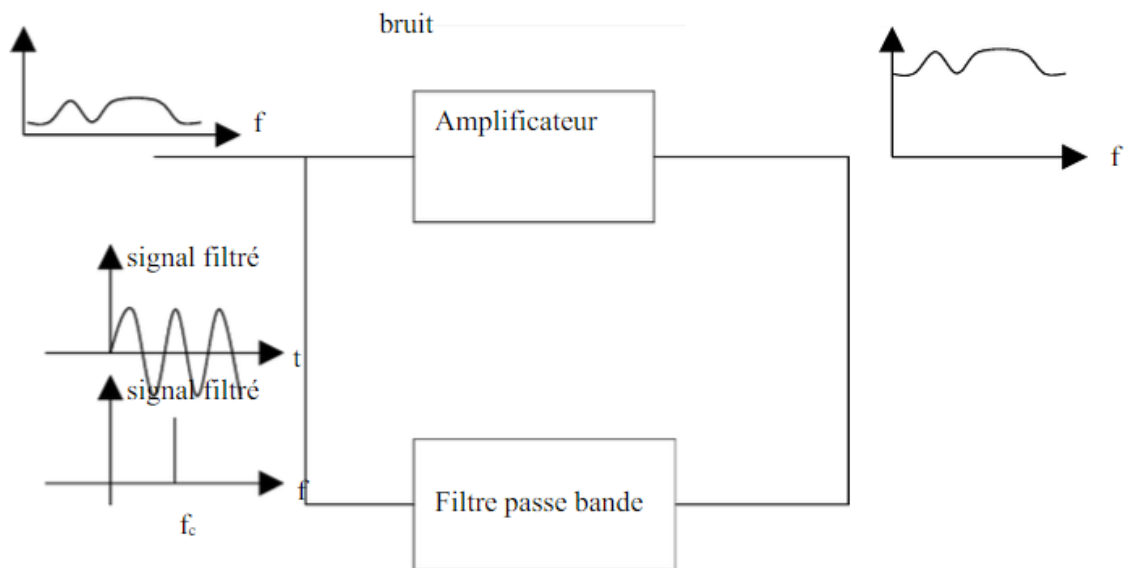 bruit
f
Amplificateur
f
signal filtré
t
signal filtré
f
Filtre passe bande
fc